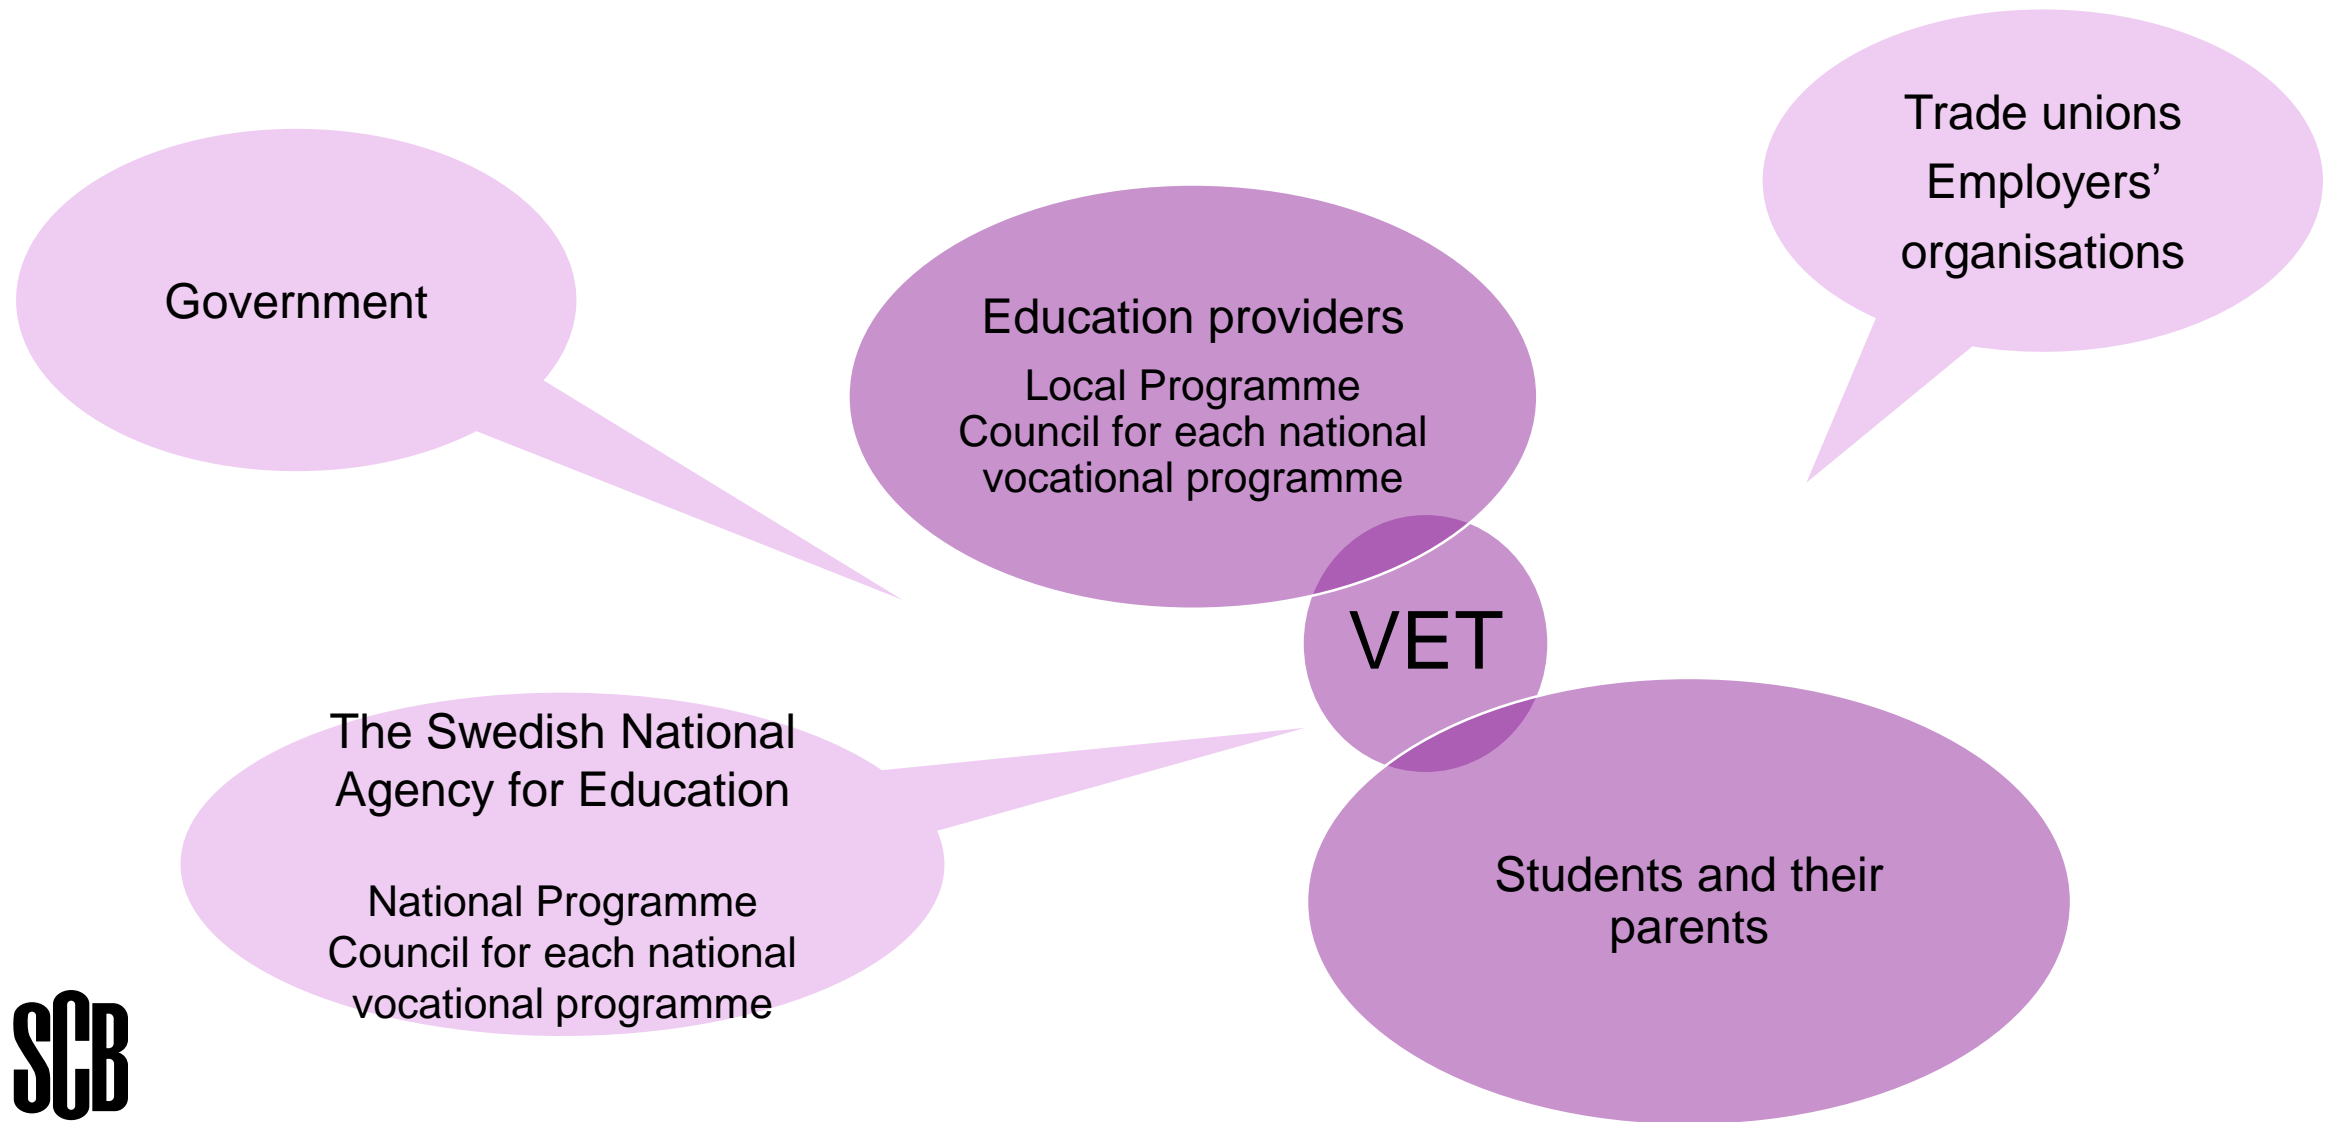 Government
Trade unions
Employers’
organisations
Education providers
Local Programme
Council for each national
vocational programme
VET
The Swedish National
Agency for Education
National Programme
Council for each national
vocational programme
Students and their
parents
SCB